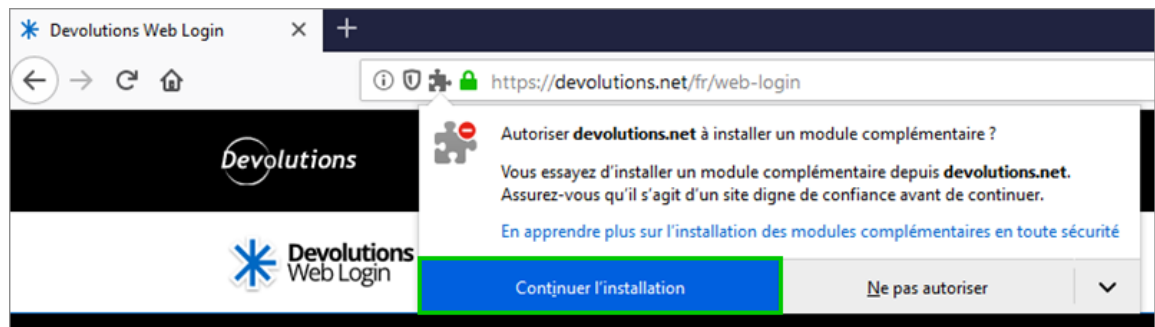 Devolutions Web Login
https://devolutions.net/fr/web-login
Devolutions
Autoriser devolutions.net à installer un module complémentaire ?
Vous essayez d'installer un module complémentaire depuis devolutions.net.
Assurez-vous qu'il s'agit d'un site digne de confiance avant de continuer.
En apprendre plus sur l'installation des modules complémentaires en toute sécurité
Devolutions
Web Login
Continuer l'installation
Ne pas autoriser